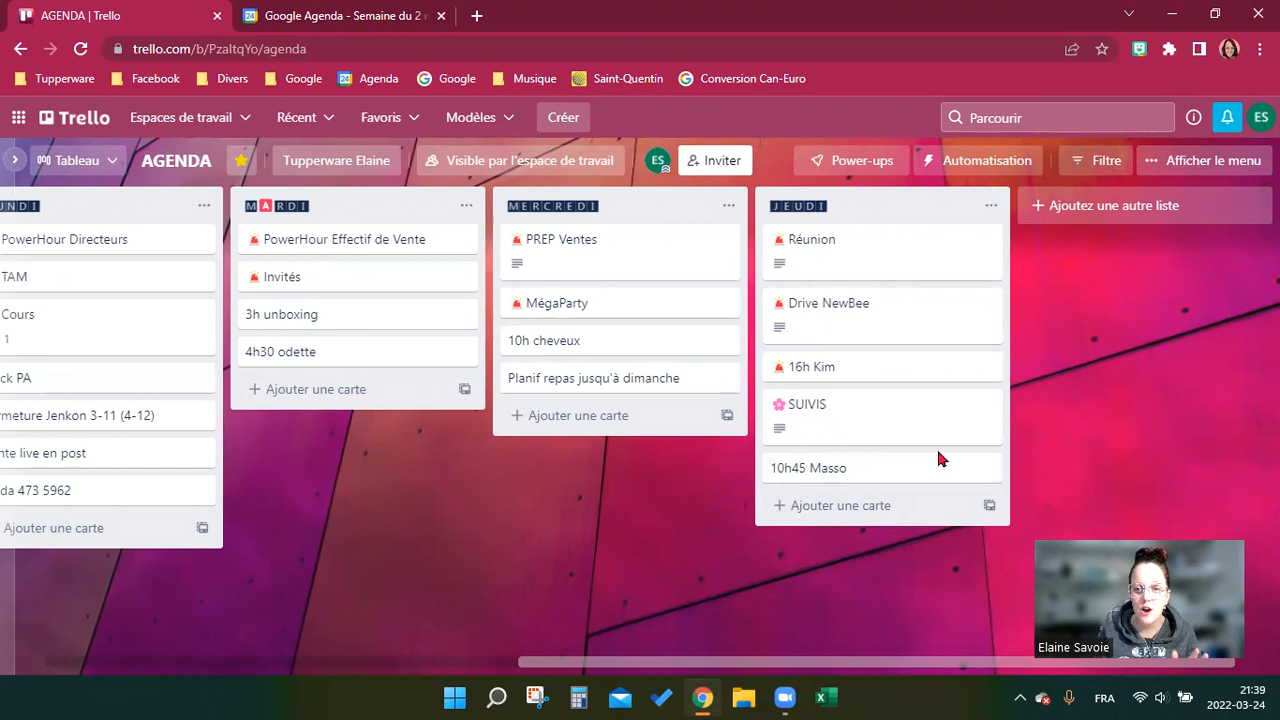 AGENDA | Trello
Google Agenda - Semaine du 2
trello.com/b/PzaltqYo/agenda
Tupperware
Facebook
Divers
Google
Agenda
Google
Musique
Saint-Quentin
Conversion Can-Euro
Trello
Espaces de travail
Récent
Favoris
Modèles
Créer
Parcourir
ES
Tableau
AGENDA
Tupperware Elaine
Visible par l'espace de travail
ES
Inviter
Power-ups
Automatisation
Filtre
Afficher le menu
UNDI
PowerHour Directeurs
TAM
Cours
1
ck PA
meture Jenkon 3-11 (4-12)
nte live en post
da 473 5962
Ajouter une carte
MARDI
🚨 PowerHour Effectif de Vente
🚨 Invités
3h unboxing
4h30 odette
+ Ajouter une carte
MERCREDI
🚨 PREP Ventes
🚨 MégaParty
10h cheveux
Planif repas jusqu'à dimanche
+ Ajouter une carte
JEUDI
🚨 Réunion
🚨 Drive NewBee
🚨 16h Kim
🌸 SUIVIS
10h45 Masso
+ Ajouter une carte
+ Ajoutez une autre liste
Elaine Savoie
FRA
21:39
2022-03-24